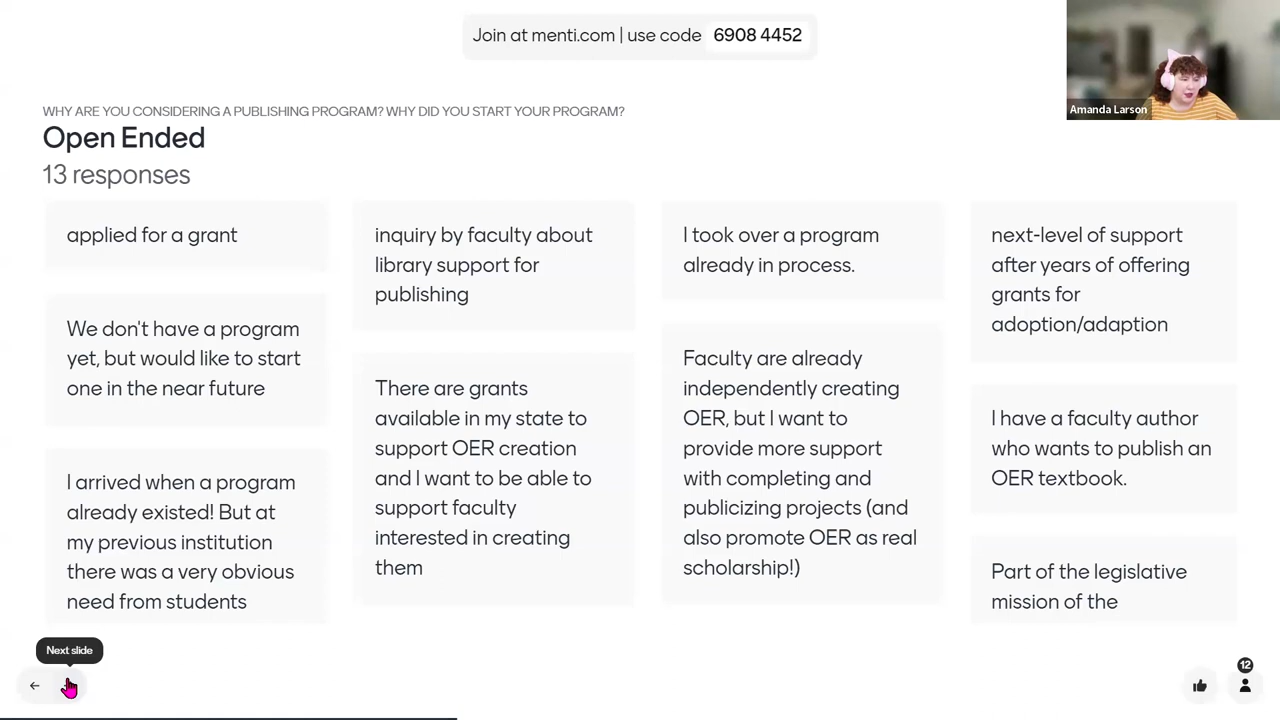 Join at menti.com | use code 6908 4452
Amanda Larson
WHY ARE YOU CONSIDERING A PUBLISHING PROGRAM? WHY DID YOU START YOUR PROGRAM?
Open Ended
13 responses
applied for a grant
We don't have a program
yet, but would like to start
one in the near future
I arrived when a program
already existed! But at
my previous institution
there was a very obvious
need from students
inquiry by faculty about
library support for
publishing
There are grants
available in my state to
support OER creation
and I want to be able to
support faculty
interested in creating
them
I took over a program
already in process.
Faculty are already
independently creating
OER, but I want to
provide more support
with completing and
publicizing projects (and
also promote OER as real
scholarship!)
next-level of support
after years of offering
grants for
adoption/adaption
I have a faculty author
who wants to publish an
OER textbook.
Part of the legislative
mission of the
Next slide
12